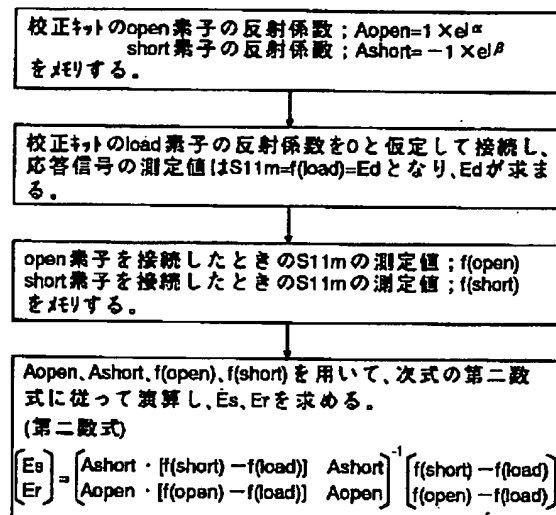 校正ｷｯﾄのopen素子の反射係数；Aopen=1×e^jα
short素子の反射係数；Ashort=−1×e^jβ
をﾒﾓﾘする。
校正ｷｯﾄのload素子の反射係数を0と仮定して接続し、
応答信号の測定値はS11m=f(load)=Edとなり、Edが求ま
る。
open素子を接続したときのS11mの測定値；f(open)
short素子を接続したときのS11mの測定値；f(short)
をﾒﾓﾘする。
Aopen、Ashort、f(open)、f(short)を用いて、次式の第二数
式に従って演算し、Es、Erを求める。
(第二数式)
[Es] = [Ashort・[f(short)−f(load)] Ashort]^-1 [f(short)−f(load)]
[Er] [Aopen・[f(open)−f(load)] Aopen] [f(open)−f(load)]